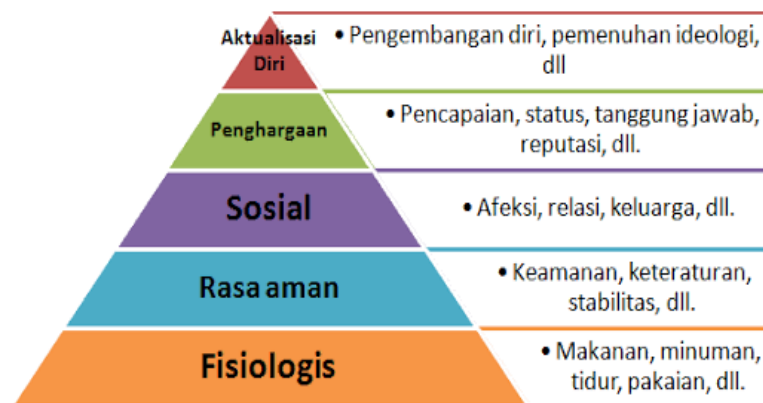 Aktualisasi
Diri
• Pengembangan diri, pemenuhan ideologi,
dll
Penghargaan
• Pencapaian, status, tanggung jawab,
reputasi, dll.
Sosial
• Afeksi, relasi, keluarga, dll.
Rasa aman
• Keamanan, keteraturan,
stabilitas, dll.
Fisiologis
• Makanan, minuman,
tidur, pakaian, dll.